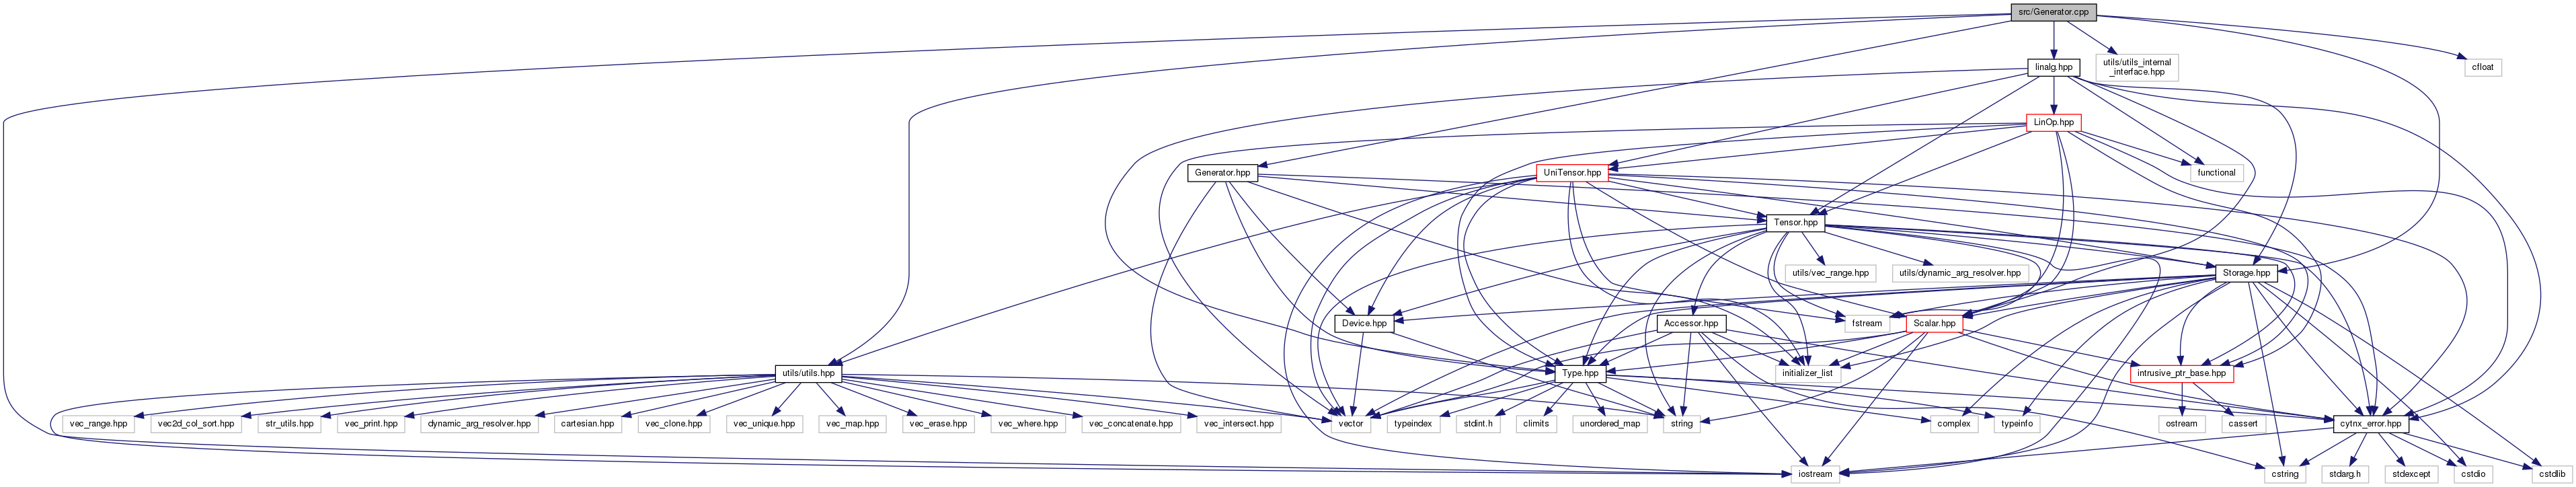 src/Generator.cpp
linalg.hpp
utils/utils_internal
_interface.hpp
cfloat
LinOp.hpp
Generator.hpp
UniTensor.hpp
functional
Tensor.hpp
utils/vec_range.hpp
utils/dynamic_arg_resolver.hpp
Storage.hpp
Device.hpp
fstream
Accessor.hpp
Scalar.hpp
utils/utils.hpp
initializer_list
Type.hpp
intrusive_ptr_base.hpp
vec_range.hpp
vec2d_col_sort.hpp
str_utils.hpp
vec_print.hpp
dynamic_arg_resolver.hpp
cartesian.hpp
vec_clone.hpp
vec_unique.hpp
vec_map.hpp
vec_erase.hpp
vec_where.hpp
vec_concatenate.hpp
vec_intersect.hpp
vector
typeindex
stdint.h
climits
unordered_map
string
complex
typeinfo
ostream
cassert
cytnx_error.hpp
iostream
cstring
stdarg.h
stdexcept
cstdio
cstdlib